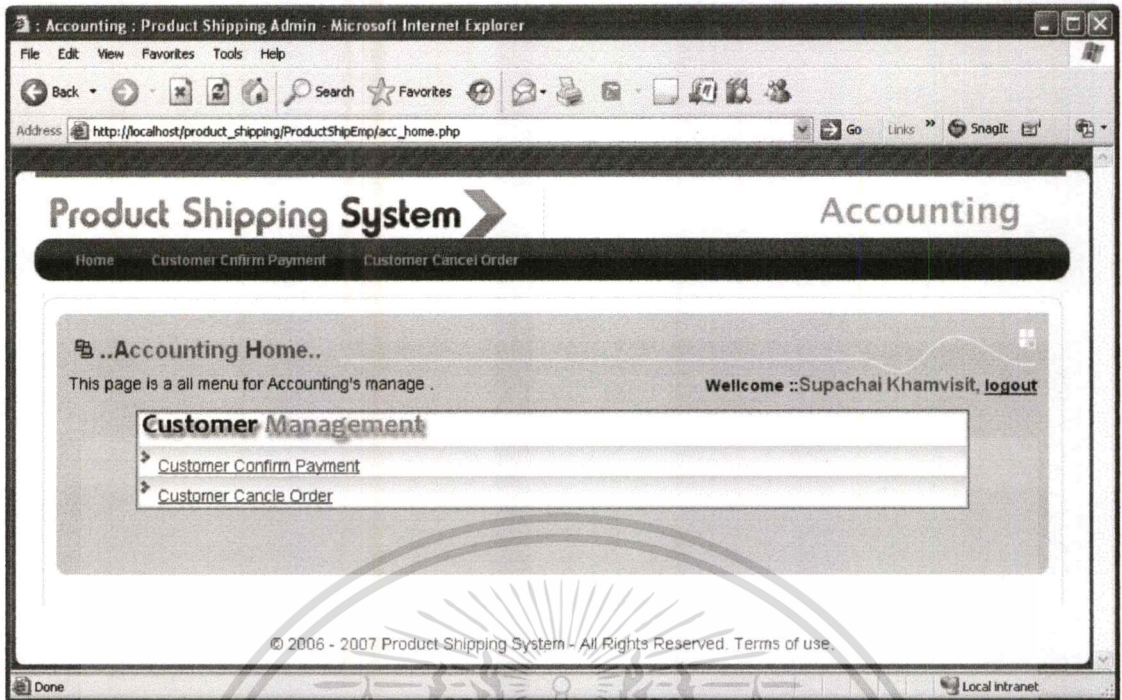 : Accounting : Product Shipping Admin - Microsoft Internet Explorer
File Edit View Favorites Tools Help
Back Search Favorites
Address http://localhost/product_shipping/ProductShipEmp/acc_home.php Go Links » SnagIt
Product Shipping System Accounting
Home Customer Cnfirm Payment Customer Cancel Order
..Accounting Home..
This page is a all menu for Accounting's manage . Wellcome ::Supachai Khamvisit, logout
Customer Management
Customer Confirm Payment
Customer Cancle Order
© 2006 - 2007 Product Shipping System - All Rights Reserved. Terms of use.
Done Local intranet